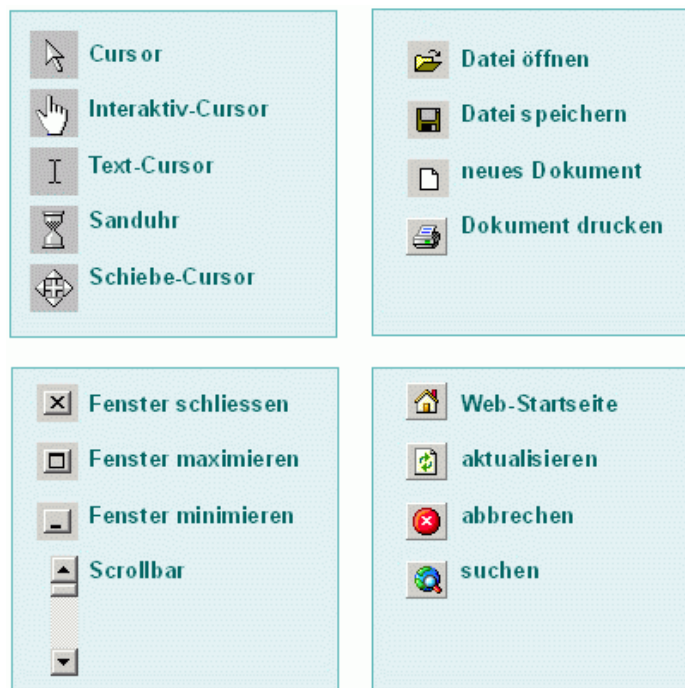 Cursor
Interaktiv-Cursor
Text-Cursor
Sanduhr
Schiebe-Cursor
Datei öffnen
Datei speichern
neues Dokument
Dokument drucken
Fenster schliessen
Fenster maximieren
Fenster minimieren
Scrollbar
Web-Startseite
aktualisieren
abbrechen
suchen